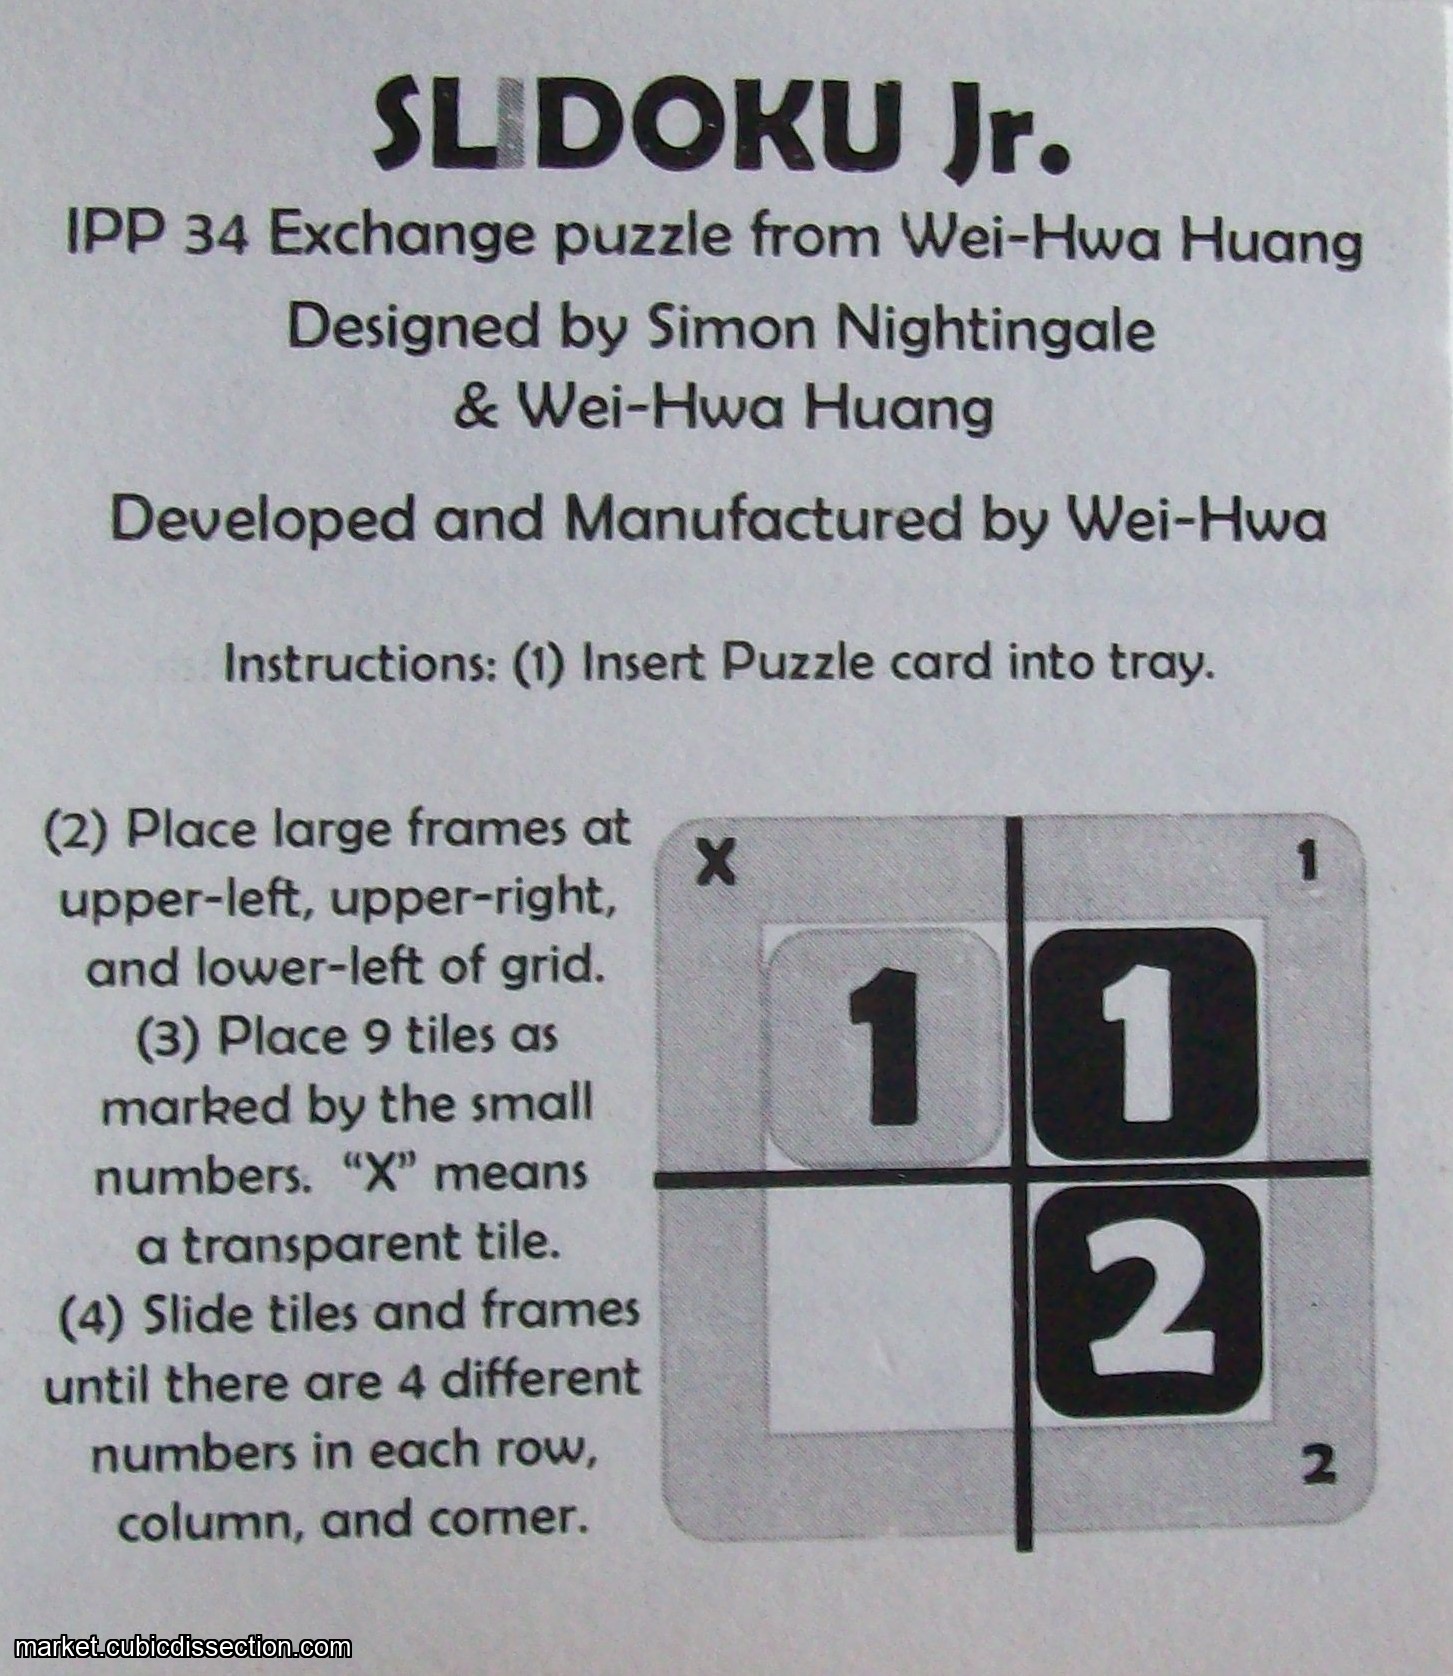 SLIDOKU Jr.
IPP 34 Exchange puzzle from Wei-Hwa Huang
Designed by Simon Nightingale
& Wei-Hwa Huang
Developed and Manufactured by Wei-Hwa
Instructions: (1) Insert Puzzle card into tray.
(2) Place large frames at
upper-left, upper-right,
and lower-left of grid.
(3) Place 9 tiles as
marked by the small
numbers. “X” means
a transparent tile.
(4) Slide tiles and frames
until there are 4 different
numbers in each row,
column, and corner.
X 1
1 1
2
2
market.cubicdissection.com